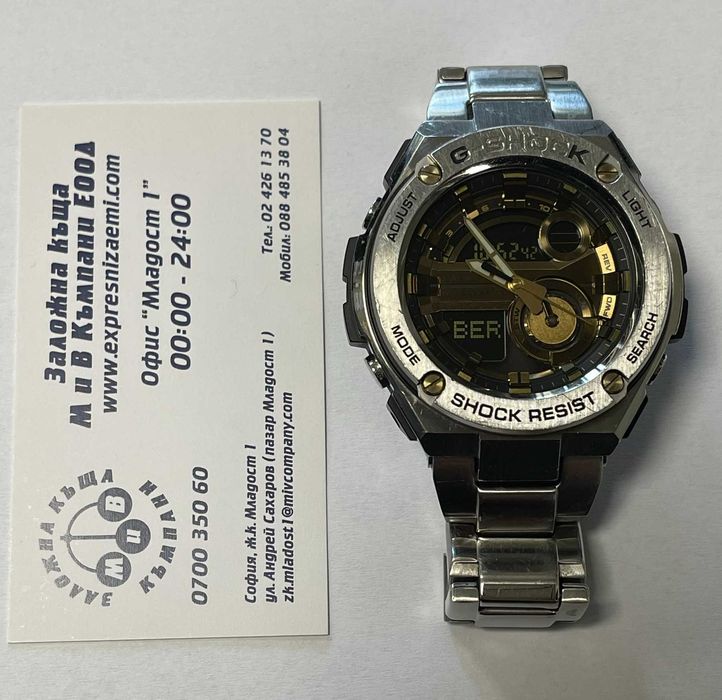 Заложна къща
М и В Къмпани ЕООД
www.expresnizaemi.com
Офис "Младост 1"
00:00 - 24:00
Тел.: 02 426 13 70
Мобил: 088 485 38 04
ЗАЛОЖНА КЪЩА
М И В
КЪМПАНИ
0700 350 60
София, ж.к. Младост 1
ул. Андрей Сахаров (пазар Младост 1)
zk.mladost1@mivcompany.com
G-SHOCK
ADJUST
LIGHT
10
REV
FWD
BER
MODE
SEARCH
SHOCK RESIST